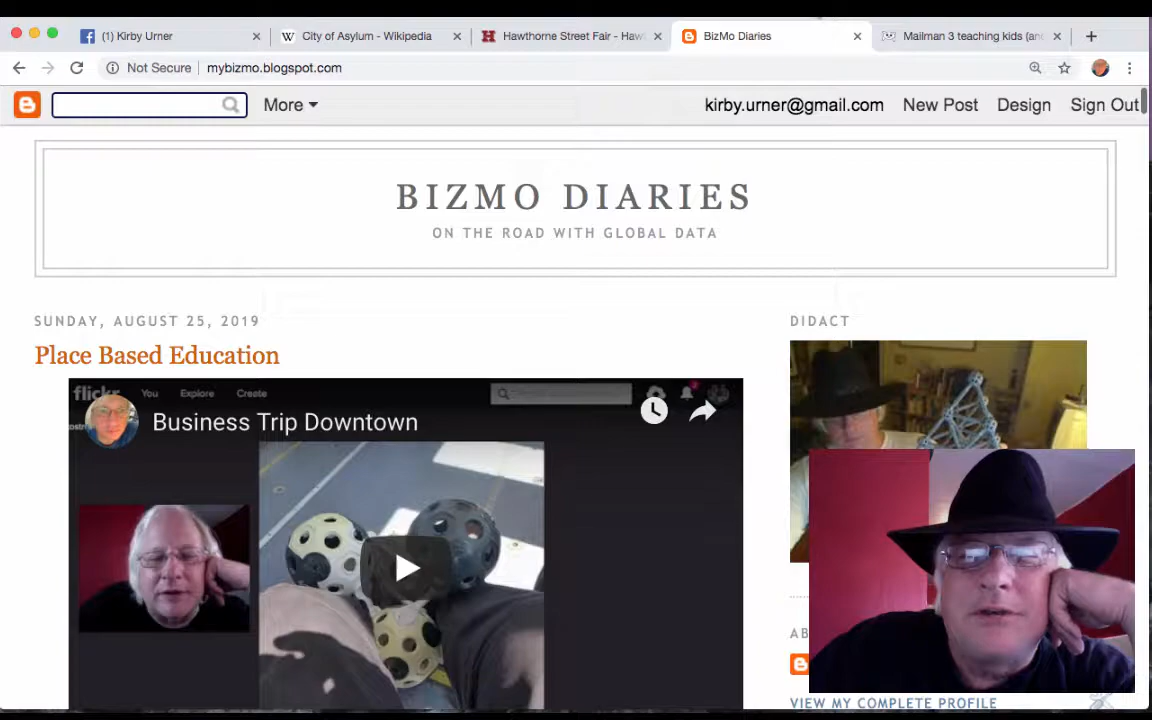 (1) Kirby Urner
City of Asylum - Wikipedia
Hawthorne Street Fair - Haw
BizMo Diaries
Mailman 3 teaching kids (an
Not Secure mybizmo.blogspot.com
More
kirby.urner@gmail.com New Post Design Sign Out
BIZMO DIARIES
ON THE ROAD WITH GLOBAL DATA
SUNDAY, AUGUST 25, 2019
DIDACT
Place Based Education
flickr You Explore Create
Business Trip Downtown
AB
VIEW MY COMPLETE PROFILE